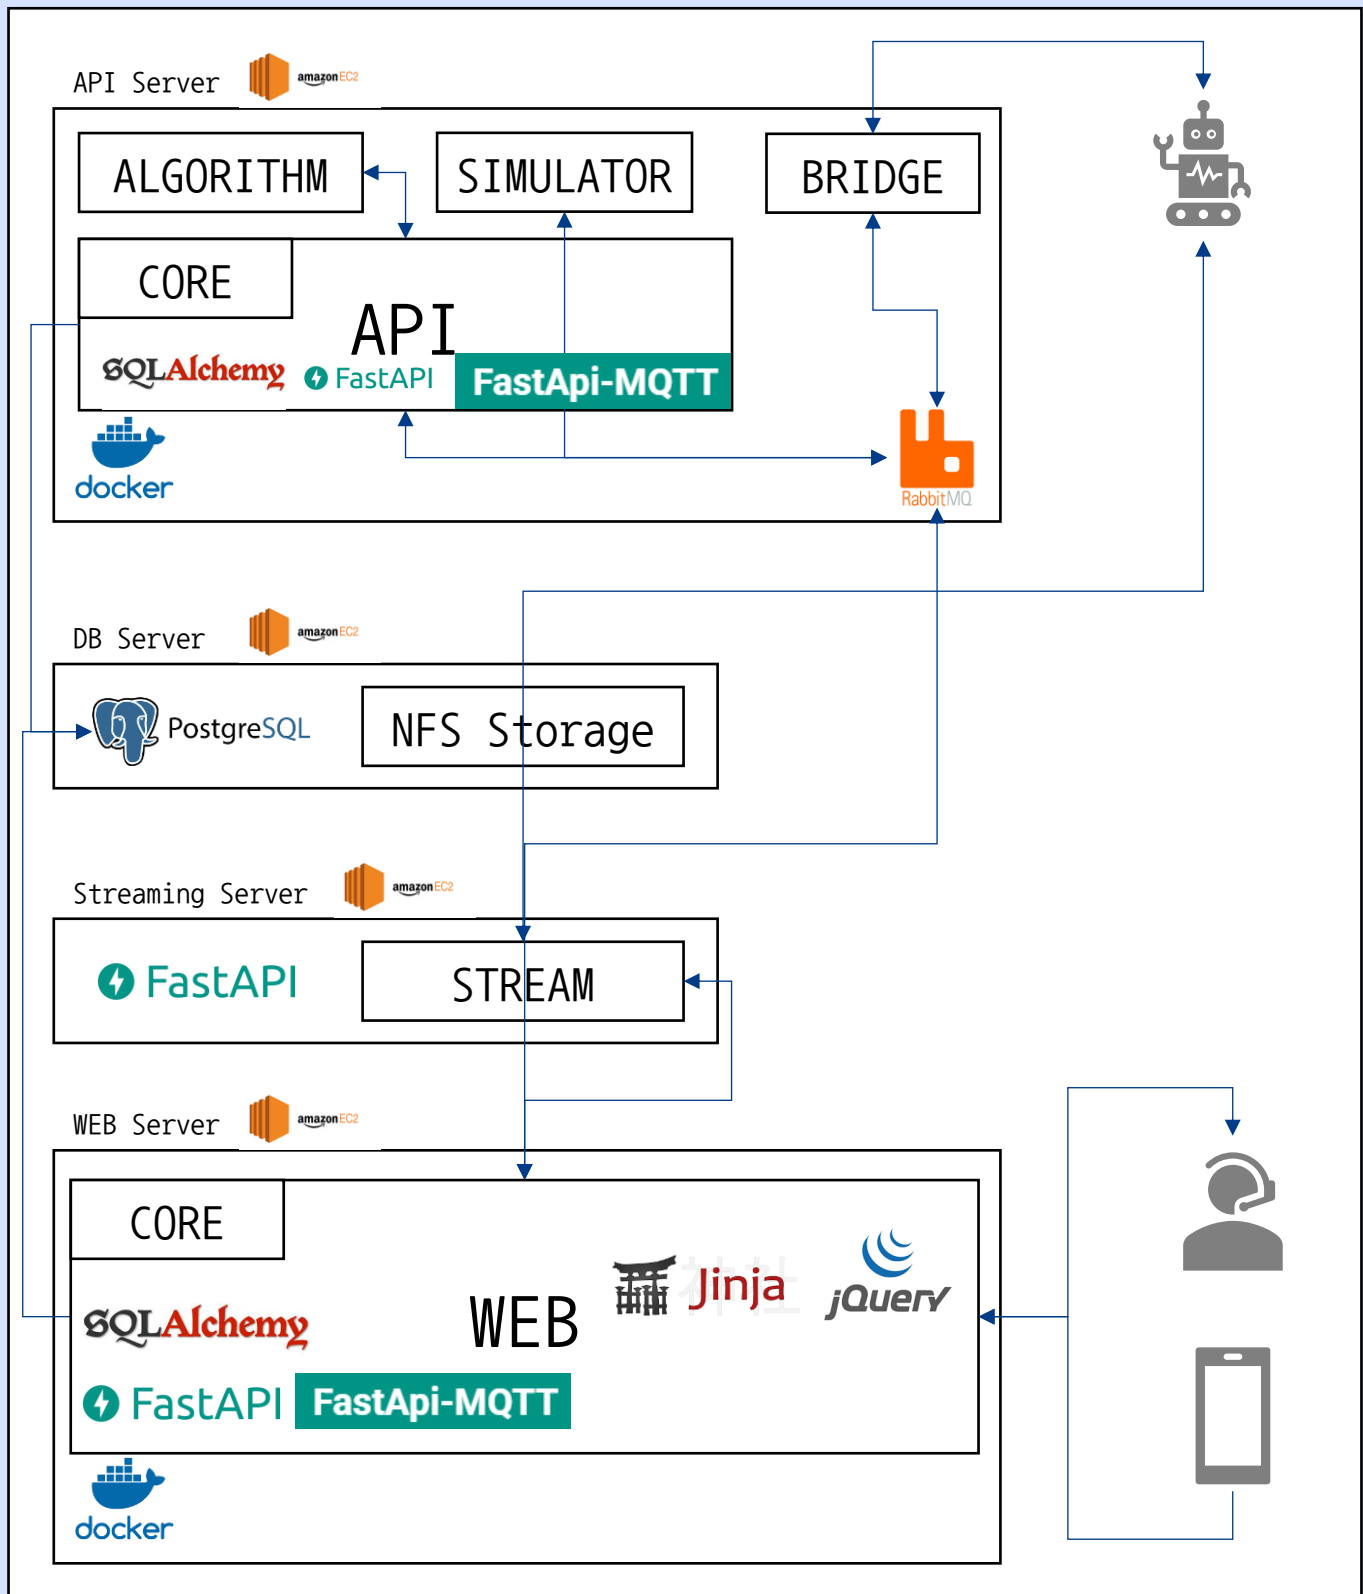 API Server
amazon EC2
ALGORITHM
SIMULATOR
BRIDGE
CORE
API
SQLAlchemy
FastAPI
FastApi-MQTT
docker
RabbitMQ
DB Server
amazon EC2
PostgreSQL
NFS Storage
Streaming Server
amazon EC2
FastAPI
STREAM
WEB Server
amazon EC2
CORE
神社
Jinja
jQuery
SQLAlchemy
WEB
FastAPI
FastApi-MQTT
docker